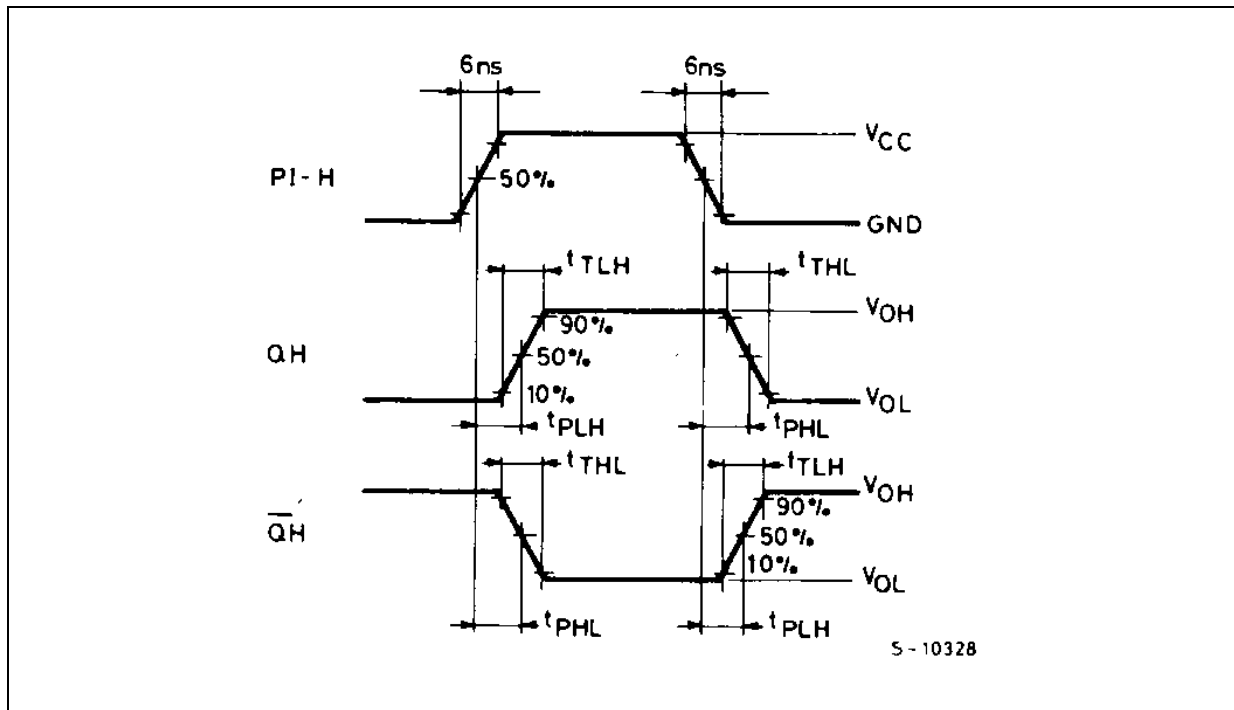 6ns 6ns
VCC
PI-H 50%
GND
tTLH tTHL
VOH
90%
QH 50%
10%
VOL
tPLH tPHL
tTHL tTLH
VOH
90%
Q̅H 50%
10%
VOL
tPHL tPLH
S-10328